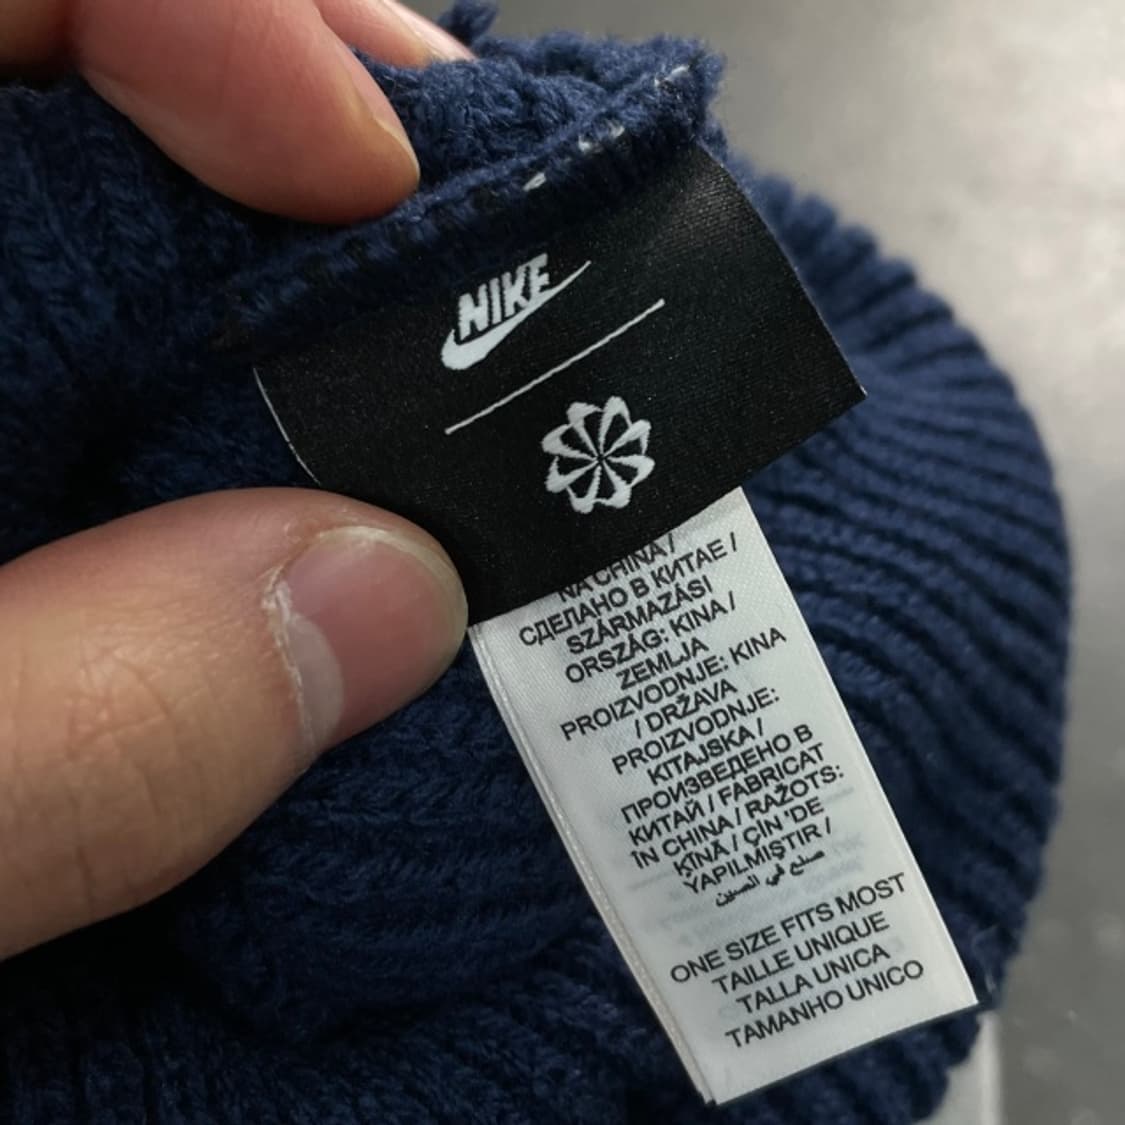 NIKE
NA CHINA /
СДЕЛАНО В КИТАЕ /
SZÁRMAZÁSI
ORSZÁG: KINA /
ZEMLJA
PROIZVODNJE: KINA
/ DRŽAVA
PROIZVODNJE:
KITAJSKA /
ПРОИЗВЕДЕНО В
КИТАЙ / FABRICAT
ÎN CHINA / RAŽOTS:
ĶĪNA / ÇİN 'DE
YAPILMIŞTIR /
صنع في الصين
ONE SIZE FITS MOST
TAILLE UNIQUE
TALLA UNICA
TAMANHO UNICO